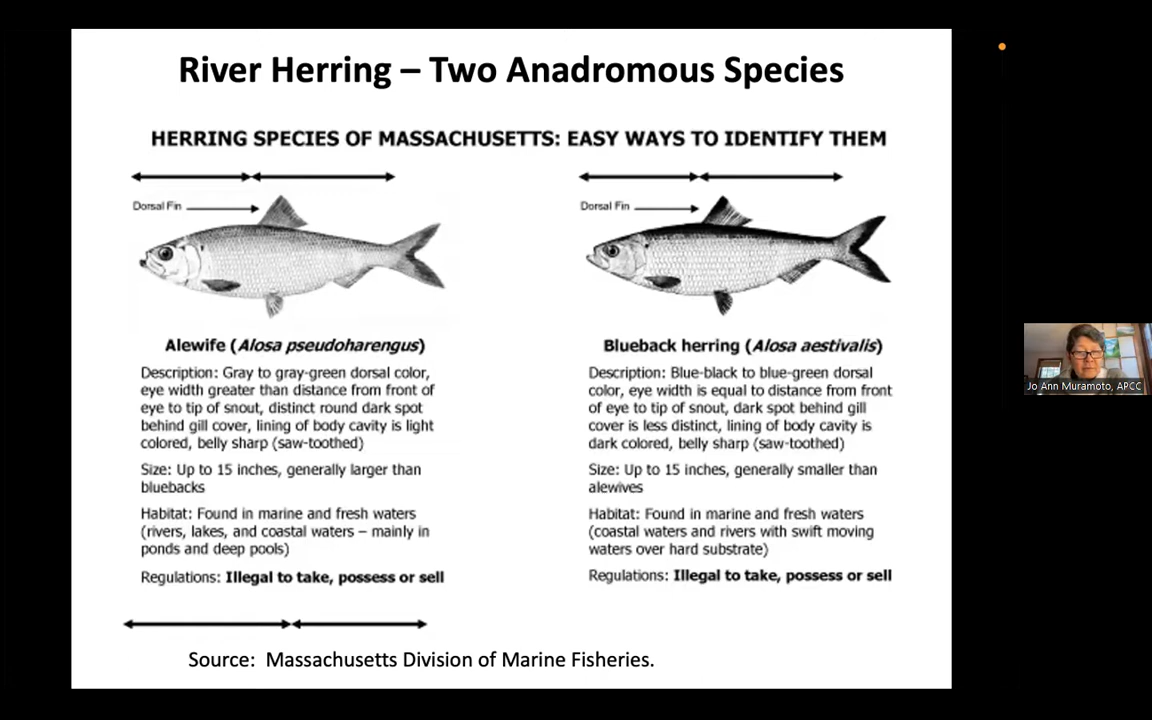 River Herring – Two Anadromous Species
HERRING SPECIES OF MASSACHUSETTS: EASY WAYS TO IDENTIFY THEM
Dorsal Fin
Alewife (Alosa pseudoharengus)
Description: Gray to gray-green dorsal color,
eye width greater than distance from front of
eye to tip of snout, distinct round dark spot
behind gill cover, lining of body cavity is light
colored, belly sharp (saw-toothed)
Size: Up to 15 inches, generally larger than
bluebacks
Habitat: Found in marine and fresh waters
(rivers, lakes, and coastal waters – mainly in
ponds and deep pools)
Regulations: Illegal to take, possess or sell
Dorsal Fin
Blueback herring (Alosa aestivalis)
Description: Blue-black to blue-green dorsal
color, eye width is equal to distance from front
of eye to tip of snout, dark spot behind gill
cover is less distinct, lining of body cavity is
dark colored, belly sharp (saw-toothed)
Size: Up to 15 inches, generally smaller than
alewives
Habitat: Found in marine and fresh waters
(coastal waters and rivers with swift moving
waters over hard substrate)
Regulations: Illegal to take, possess or sell
Source: Massachusetts Division of Marine Fisheries.
Jo Ann Muramoto, APCC